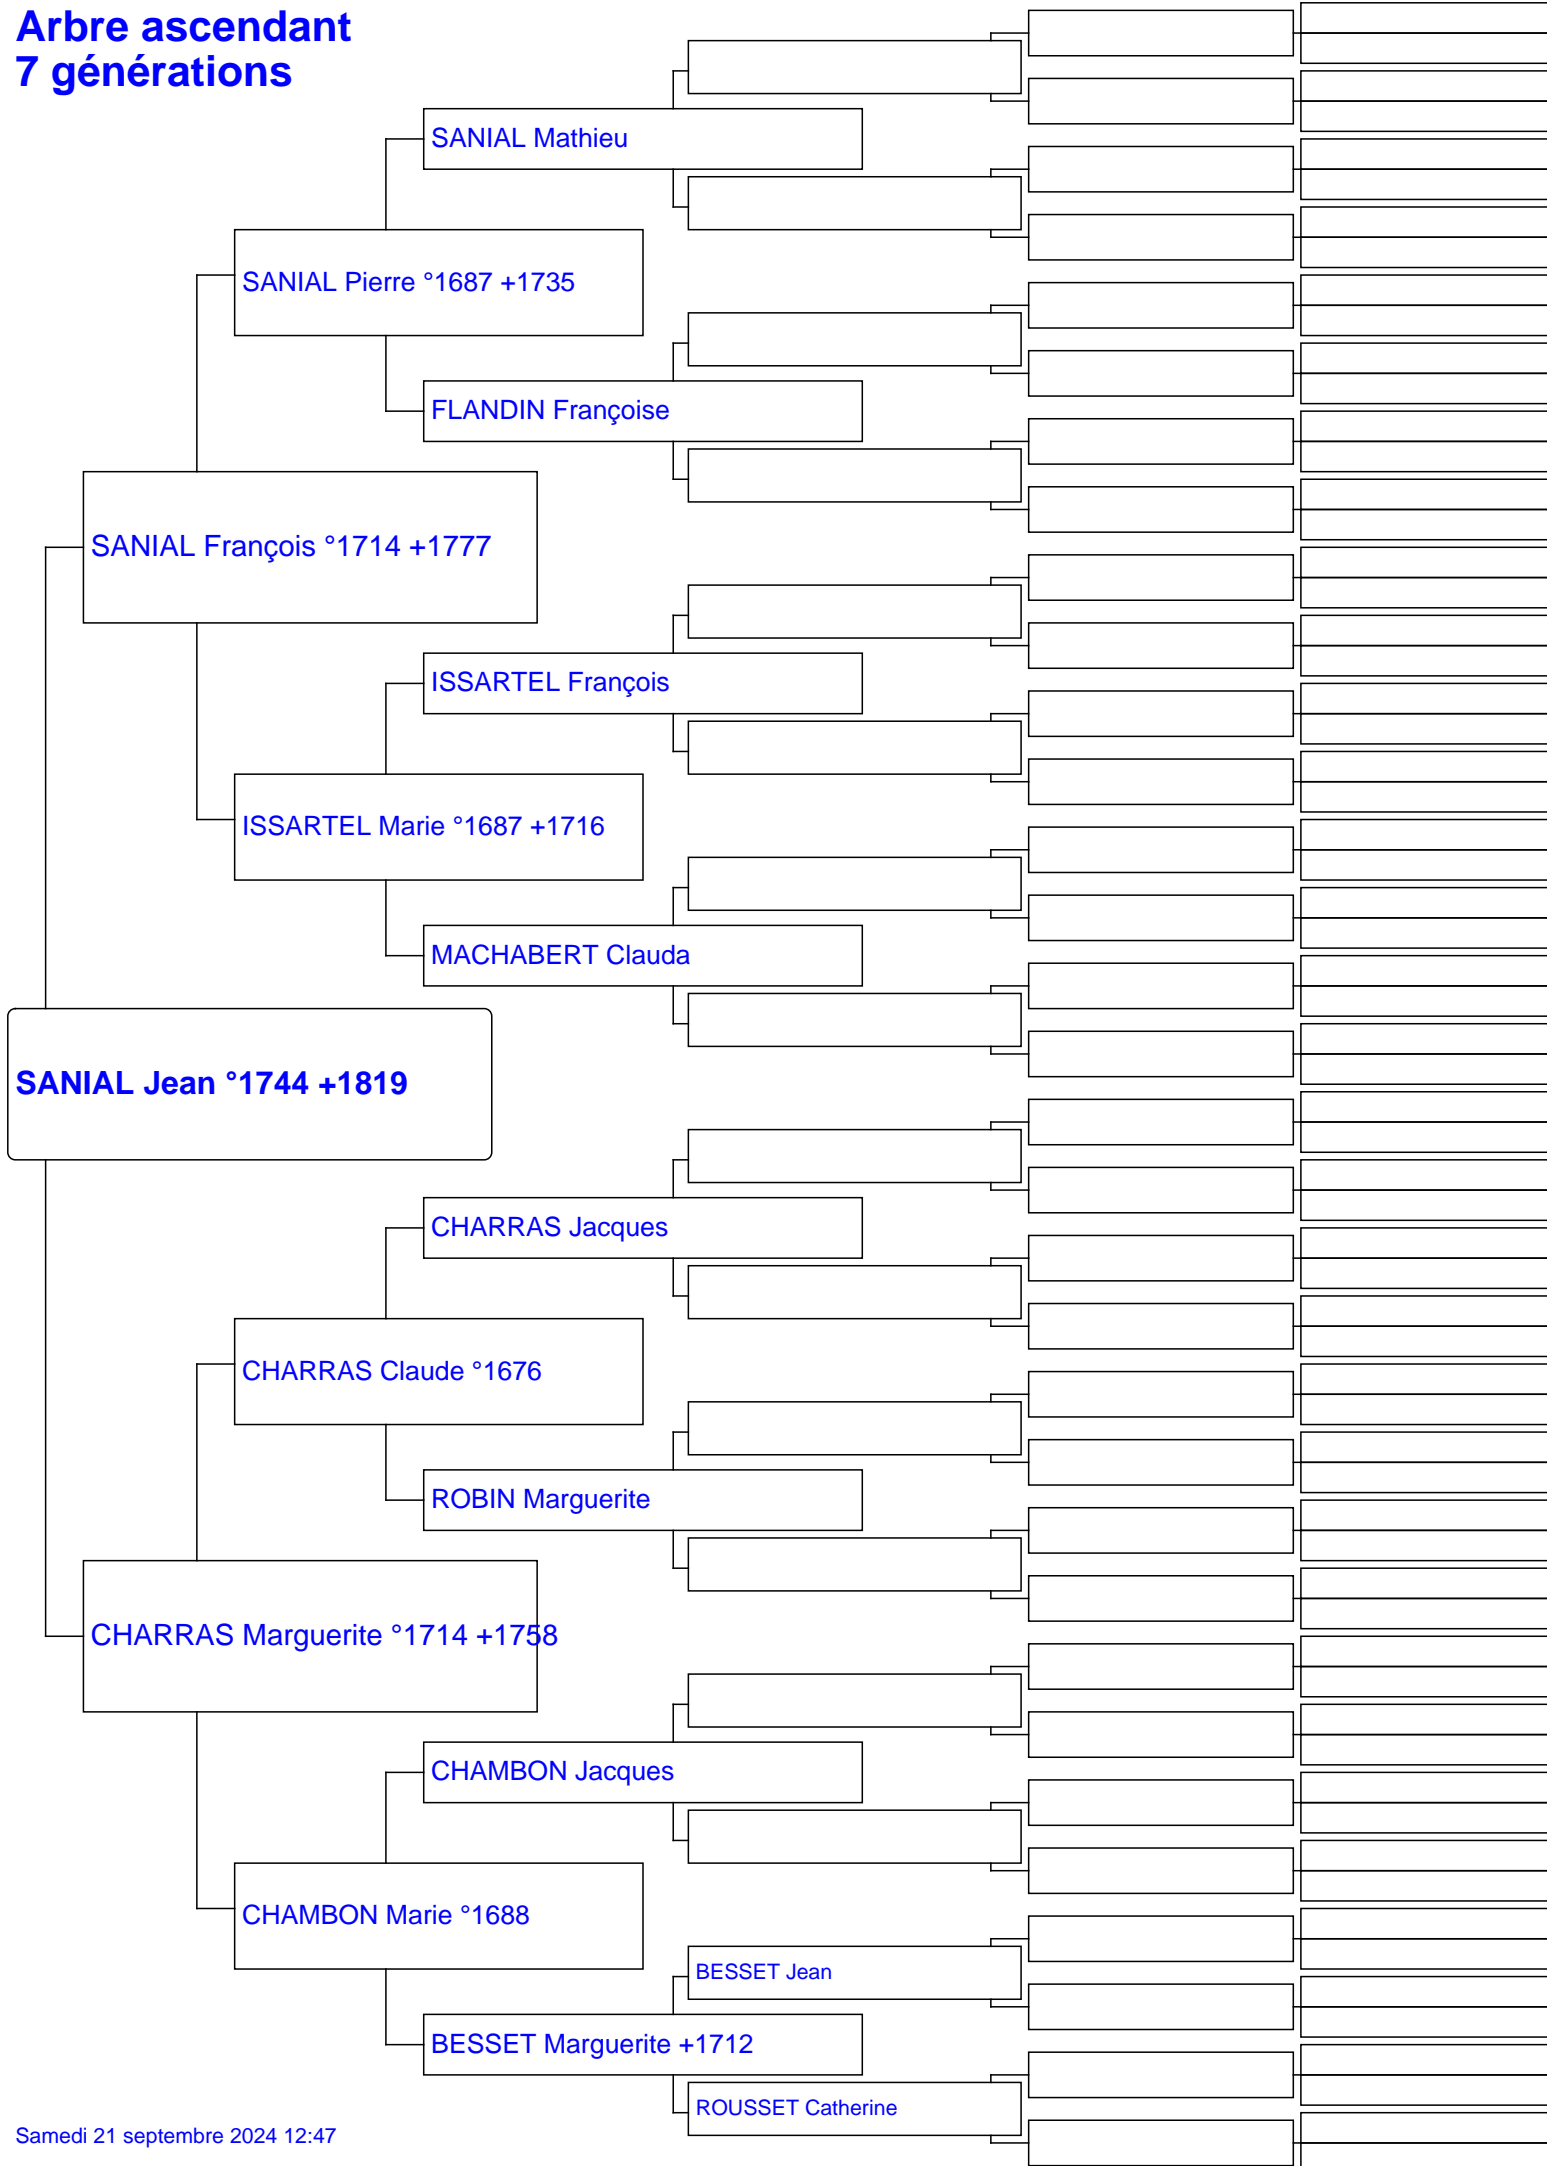 Arbre ascendant
7 générations
SANIAL Mathieu
SANIAL Pierre °1687 +1735
FLANDIN Françoise
SANIAL François °1714 +1777
ISSARTEL François
ISSARTEL Marie °1687 +1716
MACHABERT Clauda
SANIAL Jean °1744 +1819
CHARRAS Jacques
CHARRAS Claude °1676
ROBIN Marguerite
CHARRAS Marguerite °1714 +1758
CHAMBON Jacques
CHAMBON Marie °1688
BESSET Jean
BESSET Marguerite +1712
ROUSSET Catherine
Samedi 21 septembre 2024 12:47